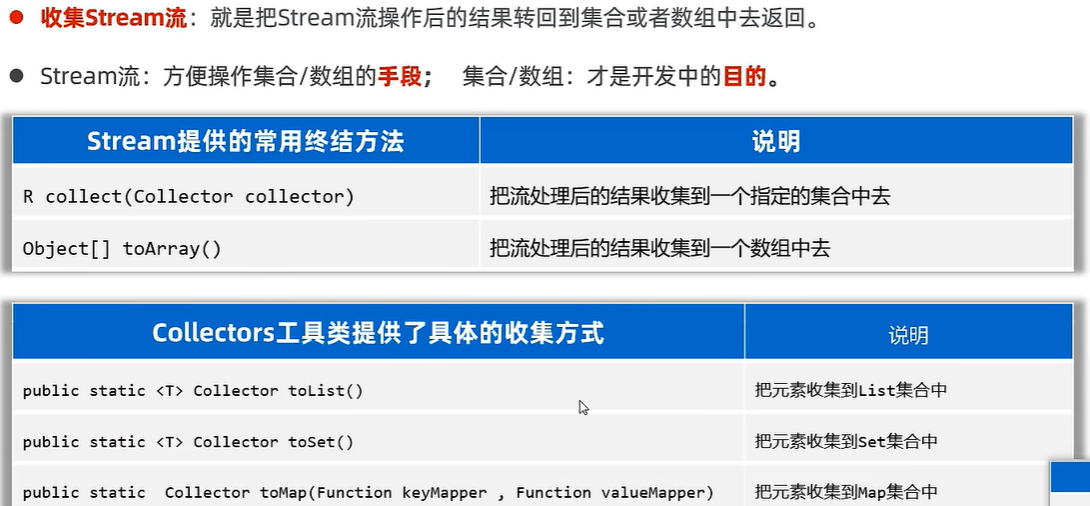 收集Stream流：就是把Stream流操作后的结果转回到集合或者数组中去返回。
Stream流：方便操作集合/数组的手段； 集合/数组：才是开发中的目的。
Stream提供的常用终结方法 说明
R collect(Collector collector) 把流处理后的结果收集到一个指定的集合中去
Object[] toArray() 把流处理后的结果收集到一个数组中去
Collectors工具类提供了具体的收集方式 说明
public static <T> Collector toList() 把元素收集到List集合中
public static <T> Collector toSet() 把元素收集到Set集合中
public static  Collector toMap(Function keyMapper , Function valueMapper) 把元素收集到Map集合中